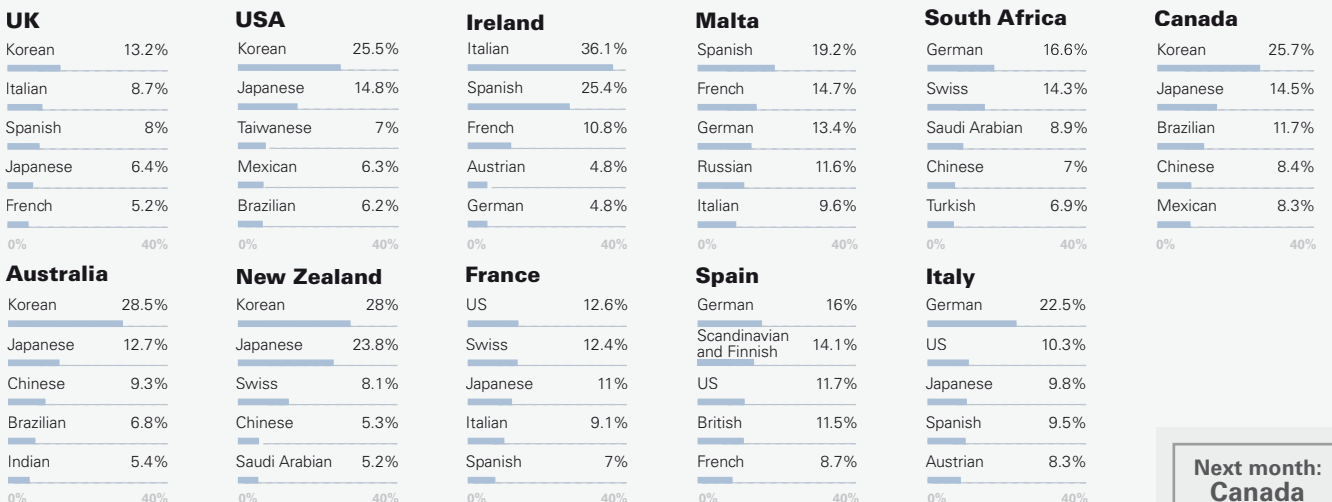 UK
Korean 13.2%
Italian 8.7%
Spanish 8%
Japanese 6.4%
French 5.2%
0% 40%
USA
Korean 25.5%
Japanese 14.8%
Taiwanese 7%
Mexican 6.3%
Brazilian 6.2%
0% 40%
Ireland
Italian 36.1%
Spanish 25.4%
French 10.8%
Austrian 4.8%
German 4.8%
0% 40%
Malta
Spanish 19.2%
French 14.7%
German 13.4%
Russian 11.6%
Italian 9.6%
0% 40%
South Africa
German 16.6%
Swiss 14.3%
Saudi Arabian 8.9%
Chinese 7%
Turkish 6.9%
0% 40%
Canada
Korean 25.7%
Japanese 14.5%
Brazilian 11.7%
Chinese 8.4%
Mexican 8.3%
0% 40%
Australia
Korean 28.5%
Japanese 12.7%
Chinese 9.3%
Brazilian 6.8%
Indian 5.4%
0% 40%
New Zealand
Korean 28%
Japanese 23.8%
Swiss 8.1%
Chinese 5.3%
Saudi Arabian 5.2%
0% 40%
France
US 12.6%
Swiss 12.4%
Japanese 11%
Italian 9.1%
Spanish 7%
0% 40%
Spain
German 16%
Scandinavian
and Finnish 14.1%
US 11.7%
British 11.5%
French 8.7%
0% 40%
Italy
German 22.5%
US 10.3%
Japanese 9.8%
Spanish 9.5%
Austrian 8.3%
0% 40%
Next month:
Canada